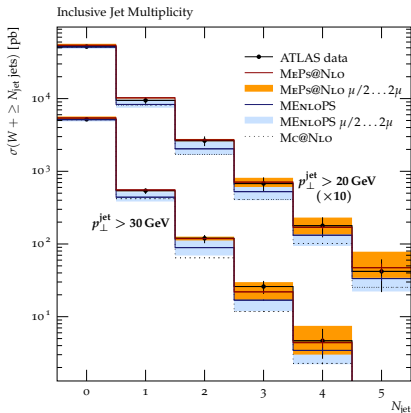 Inclusive Jet Multiplicity
σ(W + ≥ N_jet jets) [pb]
10^4
10^3
10^2
10^1
ATLAS data
MEPS@NLO
MEPS@NLO μ/2 . . . 2μ
MENLOPS
MENLOPS μ/2 . . . 2μ
MC@NLO
p_⊥^jet > 20 GeV
(×10)
p_⊥^jet > 30 GeV
0 1 2 3 4 5
N_jet